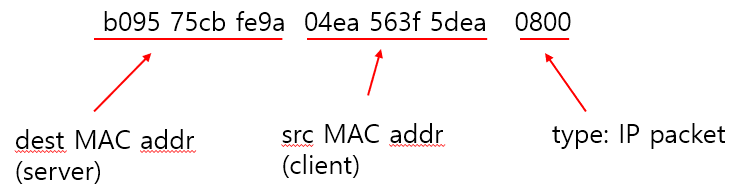 b095 75cb fe9a 04ea 563f 5dea 0800
dest MAC addr
(server)
src MAC addr
(client)
type: IP packet